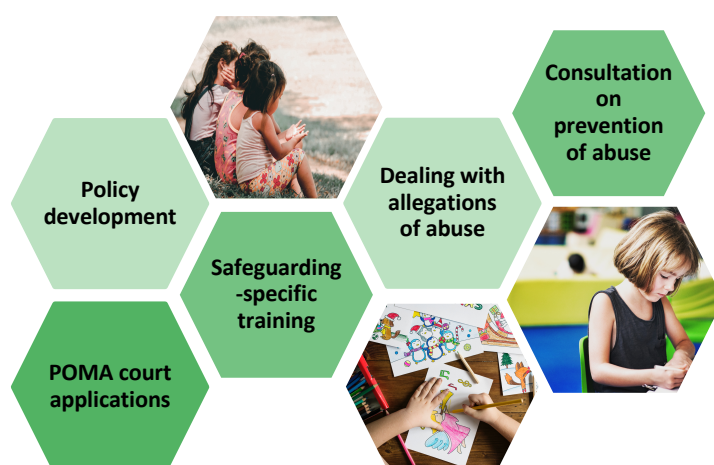 Policy
development
POMA court
applications
Safeguarding
-specific
training
Dealing with
allegations
of abuse
Consultation
on
prevention
of abuse